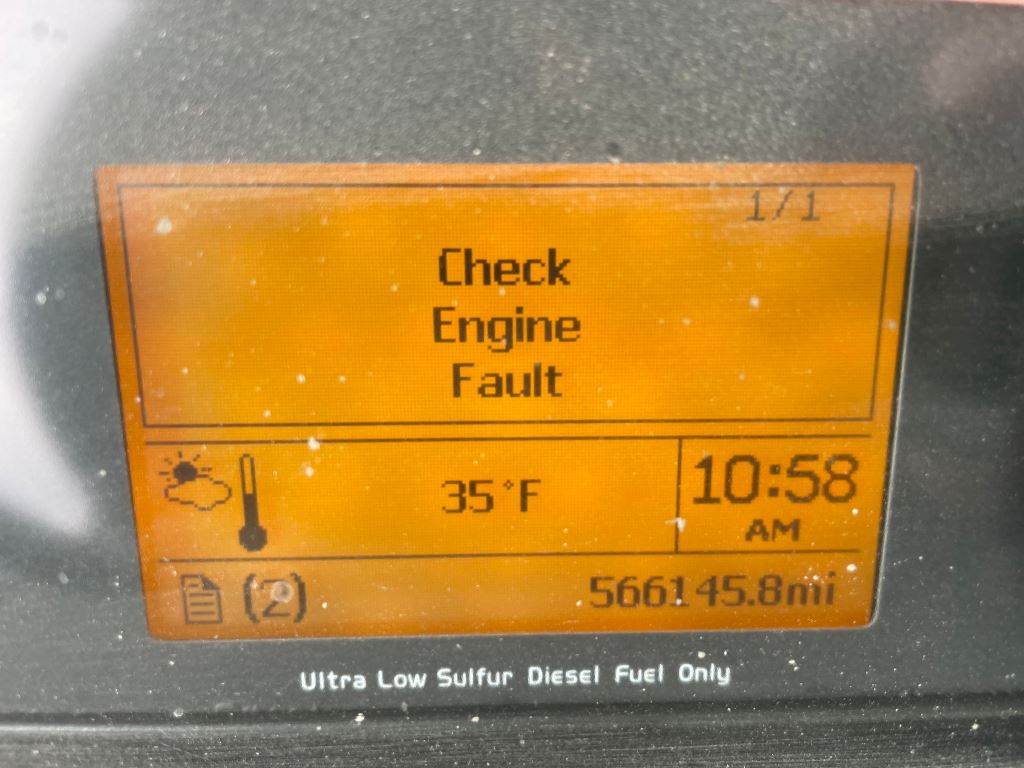 1/1
Check
Engine
Fault
35°F
10:58
AM
(2)
566145.8mi
Ultra Low Sulfur Diesel Fuel Only